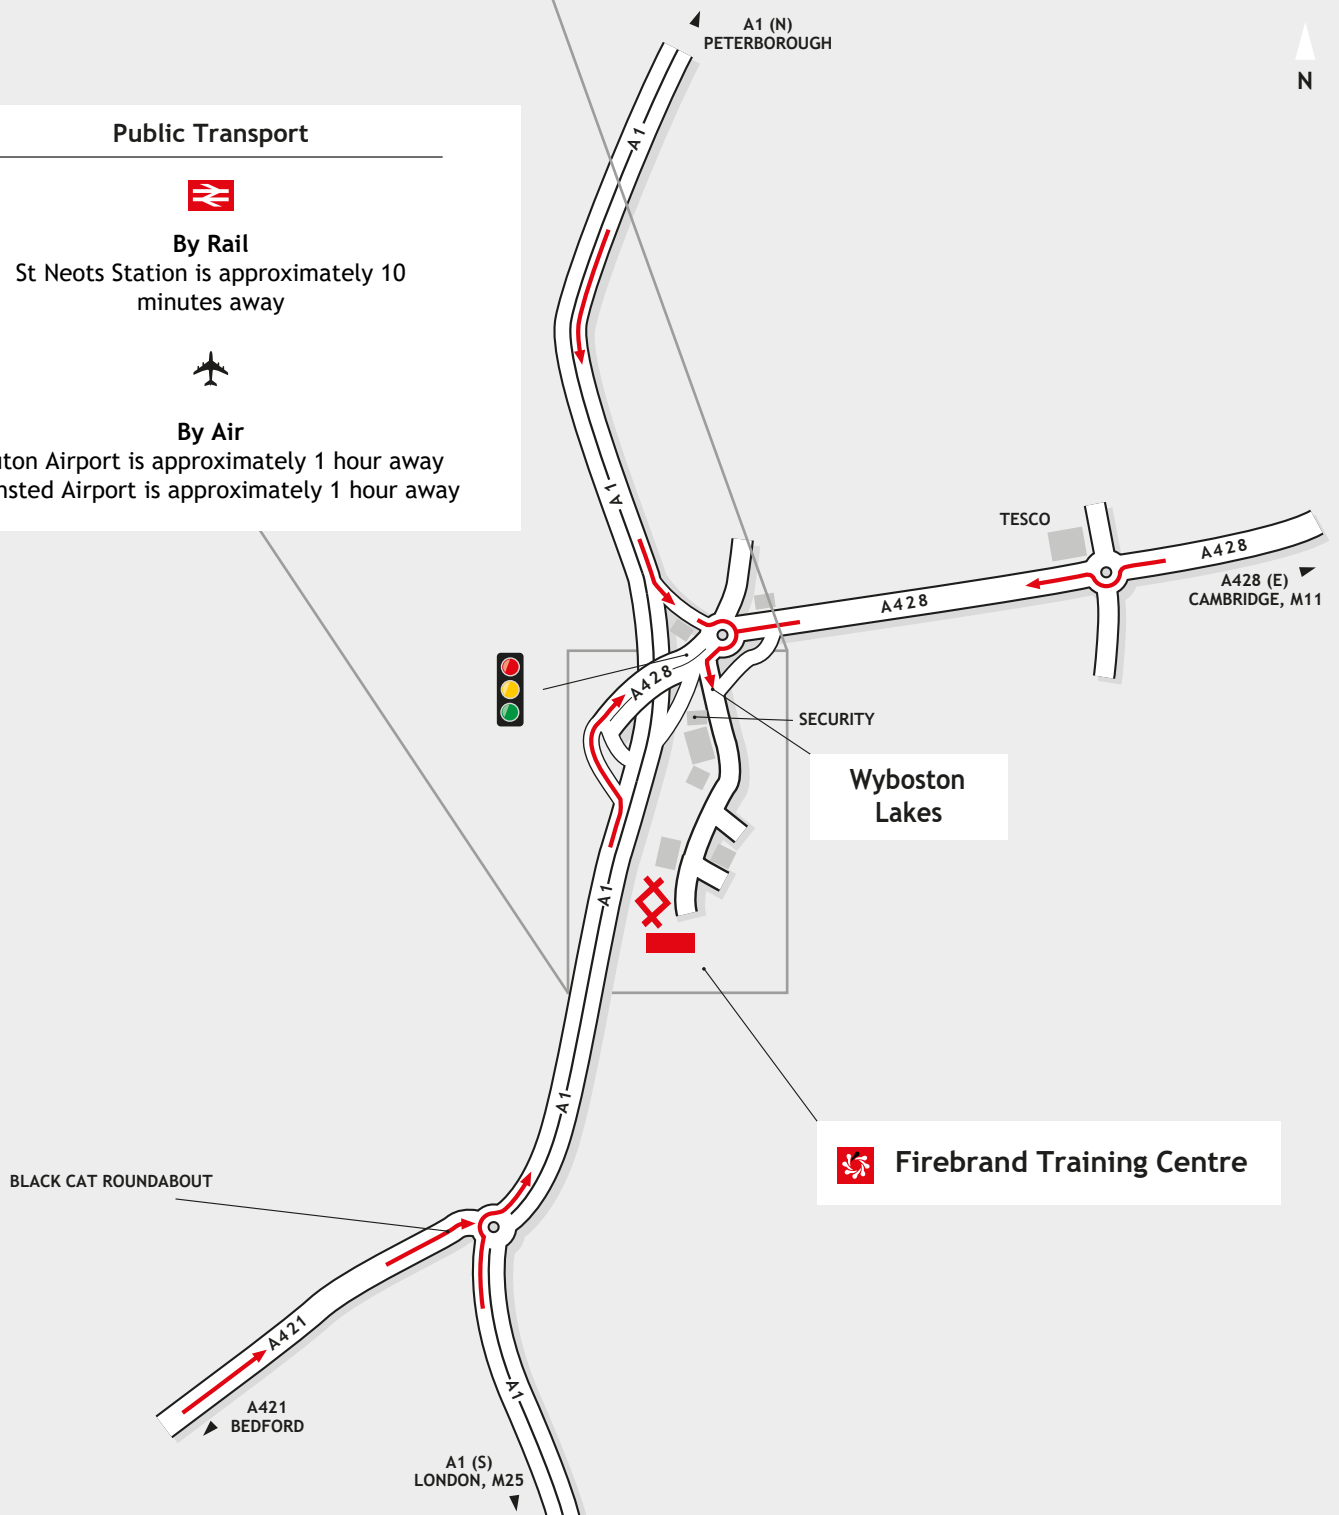 A1 (N)
PETERBOROUGH
N
Public Transport
By Rail
St Neots Station is approximately 10
minutes away
By Air
Airport is approximately 1 hour away
Airport is approximately 1 hour away
A1
A1
TESCO
A428
A428 (E)
CAMBRIDGE, M11
A428
A428
SECURITY
Wyboston
Lakes
A1
A1
Firebrand Training Centre
BLACK CAT ROUNDABOUT
A421
A421
BEDFORD
A1
A1 (S)
LONDON, M25